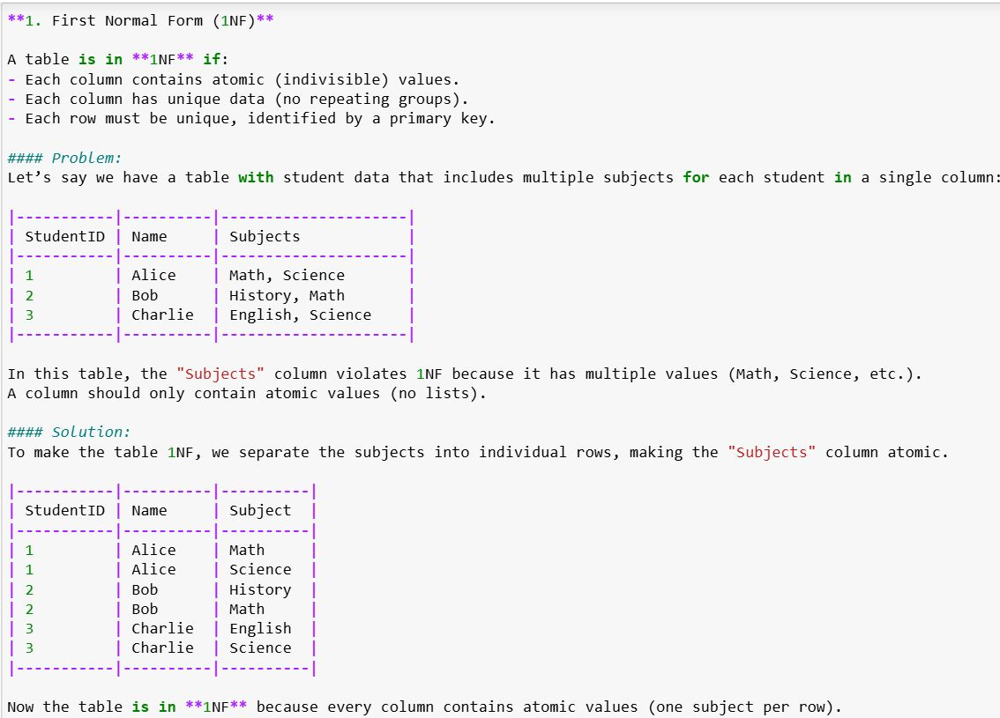 **1. First Normal Form (1NF)**
A table is in **1NF** if:
- Each column contains atomic (indivisible) values.
- Each column has unique data (no repeating groups).
- Each row must be unique, identified by a primary key.
#### Problem:
Let’s say we have a table with student data that includes multiple subjects for each student in a single column:
|-----------|----------|---------------------|
| StudentID | Name     | Subjects            |
|-----------|----------|---------------------|
| 1         | Alice    | Math, Science       |
| 2         | Bob      | History, Math       |
| 3         | Charlie  | English, Science    |
|-----------|----------|---------------------|
In this table, the "Subjects" column violates 1NF because it has multiple values (Math, Science, etc.).
A column should only contain atomic values (no lists).
#### Solution:
To make the table 1NF, we separate the subjects into individual rows, making the "Subjects" column atomic.
|-----------|----------|----------|
| StudentID | Name     | Subject  |
|-----------|----------|----------|
| 1         | Alice    | Math     |
| 1         | Alice    | Science  |
| 2         | Bob      | History  |
| 2         | Bob      | Math     |
| 3         | Charlie  | English  |
| 3         | Charlie  | Science  |
|-----------|----------|----------|
Now the table is in **1NF** because every column contains atomic values (one subject per row).